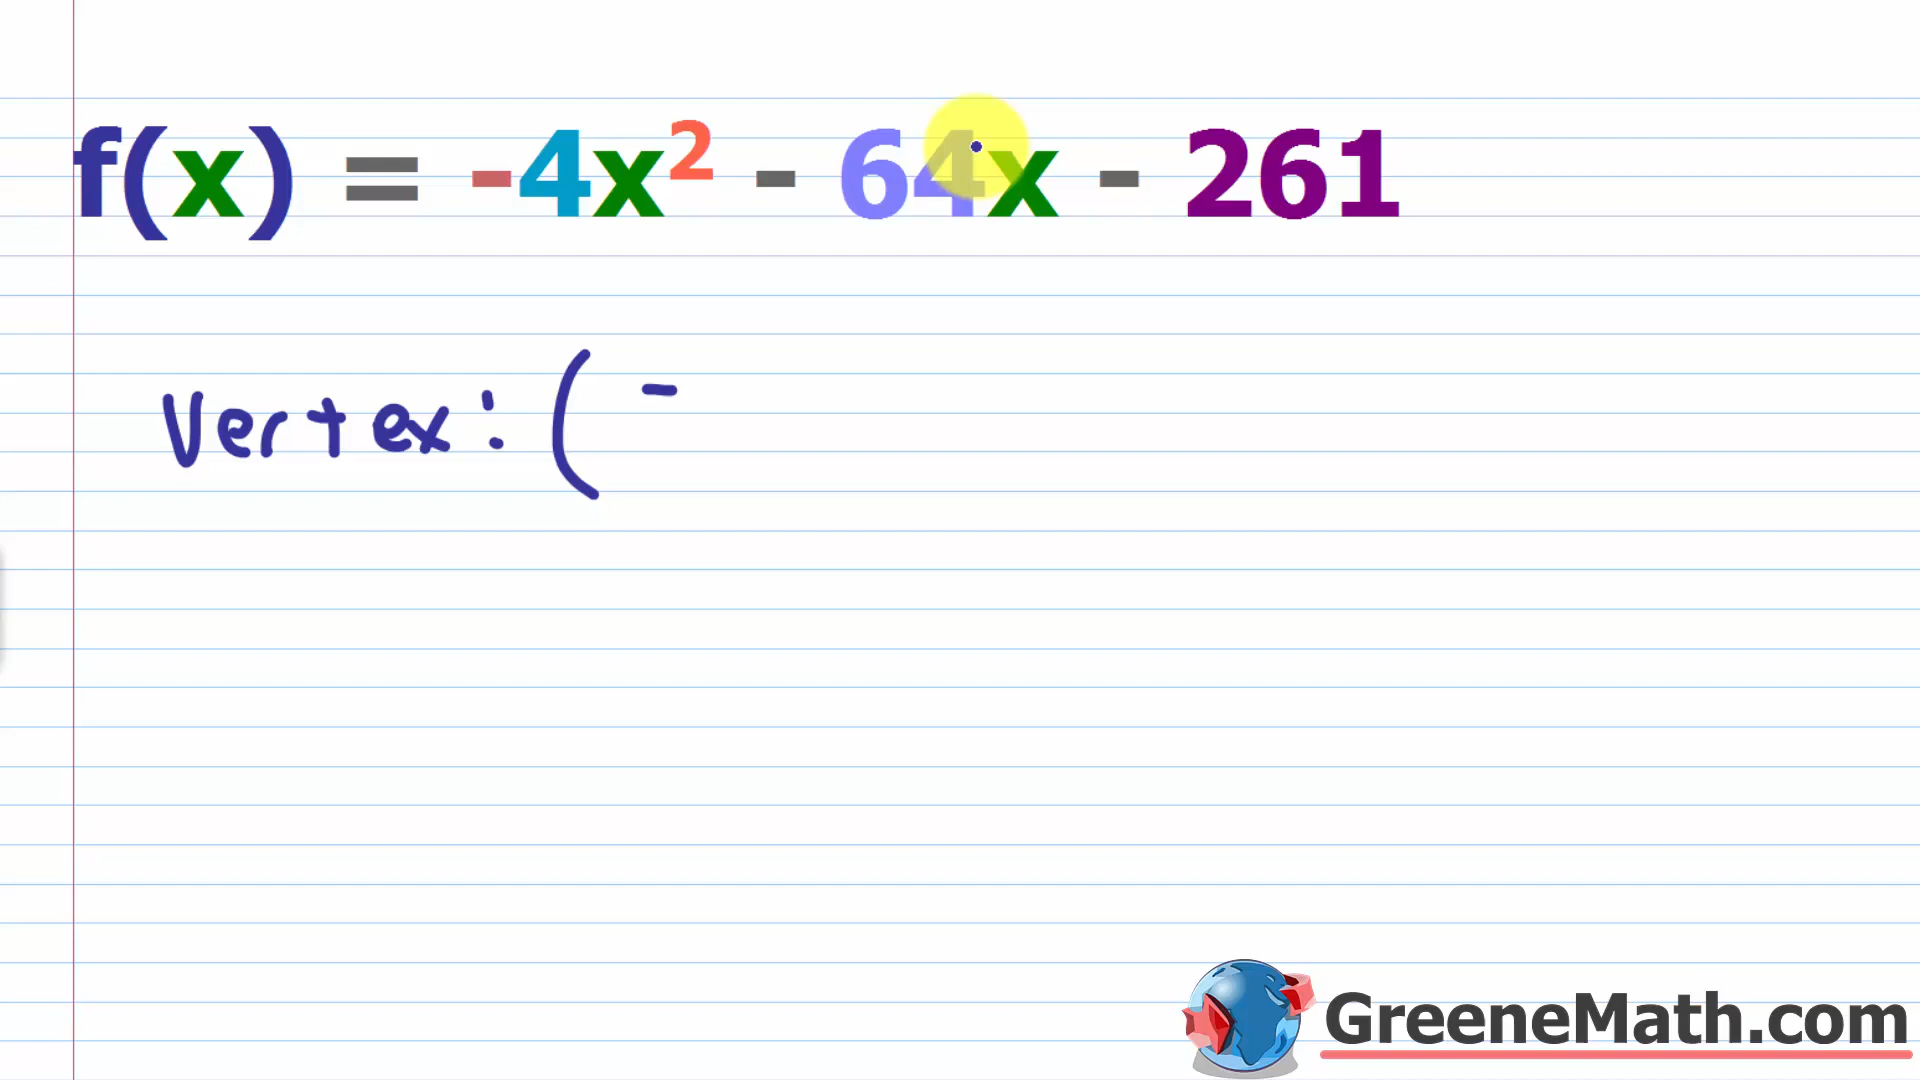 f(x) = -4x² - 64x - 261
Vertex: ( -
GreeneMath.com